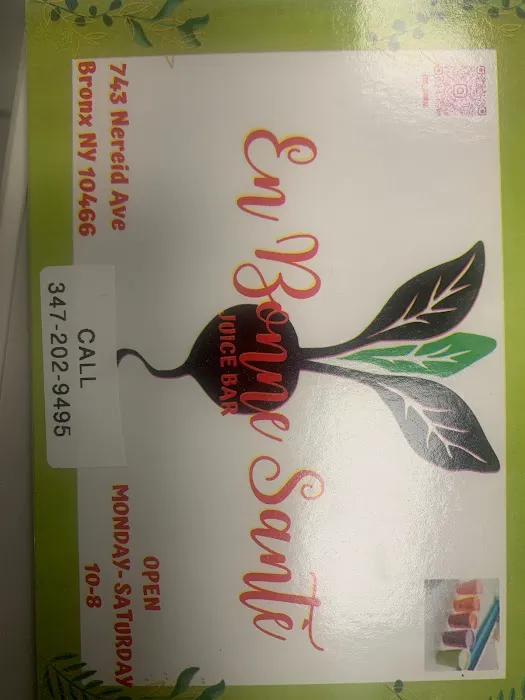 En Bonne Santé
JUICE BAR
743 Nereid Ave
Bronx NY 10466
CALL
347-202-9495
OPEN
MONDAY-SATURDAY
10-8